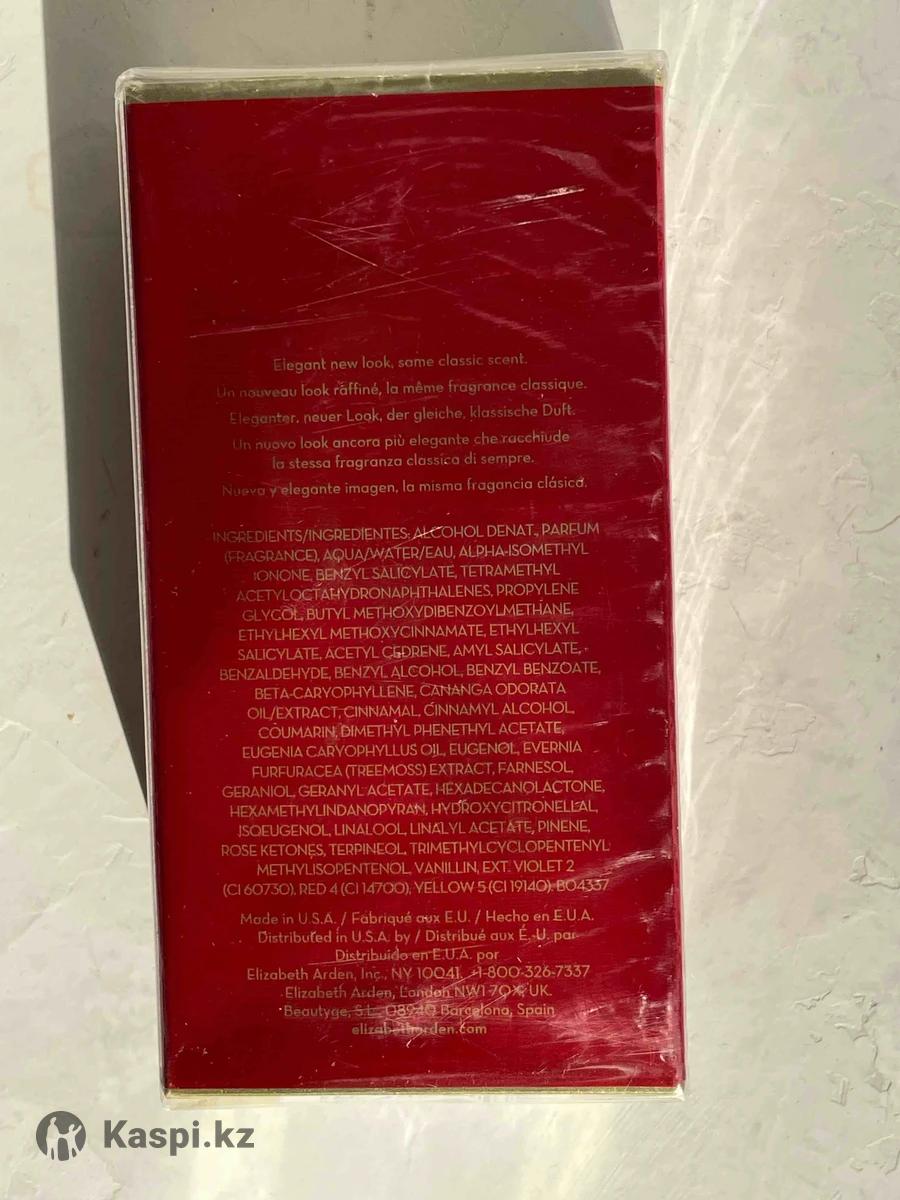 Elegant new look, same classic scent.
Un nouveau look raffiné, la même fragrance classique.
Eleganter, neuer Look, der gleiche, klassische Duft.
Un nuovo look ancora più elegante che racchiude
la stessa fragranza classica di sempre.
Nueva y elegante imagen, la misma fragancia clásica.
INGREDIENTS/INGREDIENTES: ALCOHOL DENAT., PARFUM
(FRAGRANCE), AQUA/WATER/EAU, ALPHA-ISOMETHYL
IONONE, BENZYL SALICYLATE, TETRAMETHYL
ACETYLOCTAHYDRONAPHTHALENES, PROPYLENE
GLYCOL, BUTYL METHOXYDIBENZOYLMETHANE,
ETHYLHEXYL METHOXYCINNAMATE, ETHYLHEXYL
SALICYLATE, ACETYL CEDRENE, AMYL SALICYLATE,
BENZALDEHYDE, BENZYL ALCOHOL, BENZYL BENZOATE,
BETA-CARYOPHYLLENE, CANANGA ODORATA
OIL/EXTRACT, CINNAMAL, CINNAMYL ALCOHOL,
COUMARIN, DIMETHYL PHENETHYL ACETATE,
EUGENIA CARYOPHYLLUS OIL, EUGENOL, EVERNIA
FURFURACEA (TREEMOSS) EXTRACT, FARNESOL,
GERANIOL, GERANYL ACETATE, HEXADECANOLACTONE,
HEXAMETHYLINDANOPYRAN, HYDROXYCITRONELLAL,
ISOEUGENOL, LINALOOL, LINALYL ACETATE, PINENE,
ROSE KETONES, TERPINEOL, TRIMETHYLCYCLOPENTENYL
METHYLISOPENTENOL, VANILLIN, EXT. VIOLET 2
(CI 60730), RED 4 (CI 14700), YELLOW 5 (CI 19140). B04337
Made in U.S.A. / Fabriqué aux E.U. / Hecho en E.U.A.
Distributed in U.S.A. by / Distribué aux É.-U. par
Distribuido en E.U.A. por
Elizabeth Arden, Inc., NY 10041. +1-800-326-7337
Elizabeth Arden, London NW1 7QX, UK.
Beautyge, S.L., 08940 Barcelona, Spain
elizabetharden.com
Kaspi.kz